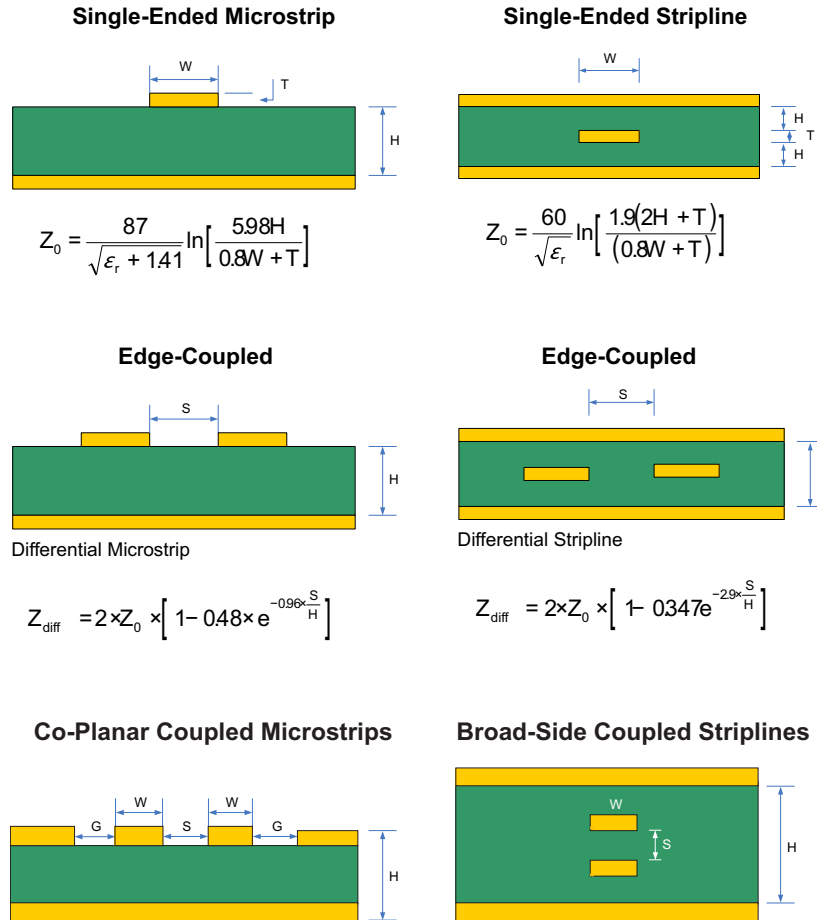 Single-Ended Microstrip
W
T
H
Z₀ = 87 / √(εᵣ + 1.41) ln[5.98H / 0.8W + T]
Single-Ended Stripline
W
H
T
H
Z₀ = 60 / √εᵣ ln[1.9(2H + T) / (0.8W + T)]
Edge-Coupled
S
H
Differential Microstrip
Z_diff = 2×Z₀ ×[1− 0.48× e^(−0.96×S/H)]
Edge-Coupled
S
Differential Stripline
Z_diff = 2×Z₀ ×[1− 0.347e^(−2.9×S/H)]
Co-Planar Coupled Microstrips
W W
G S G
H
Broad-Side Coupled Striplines
W
S
H